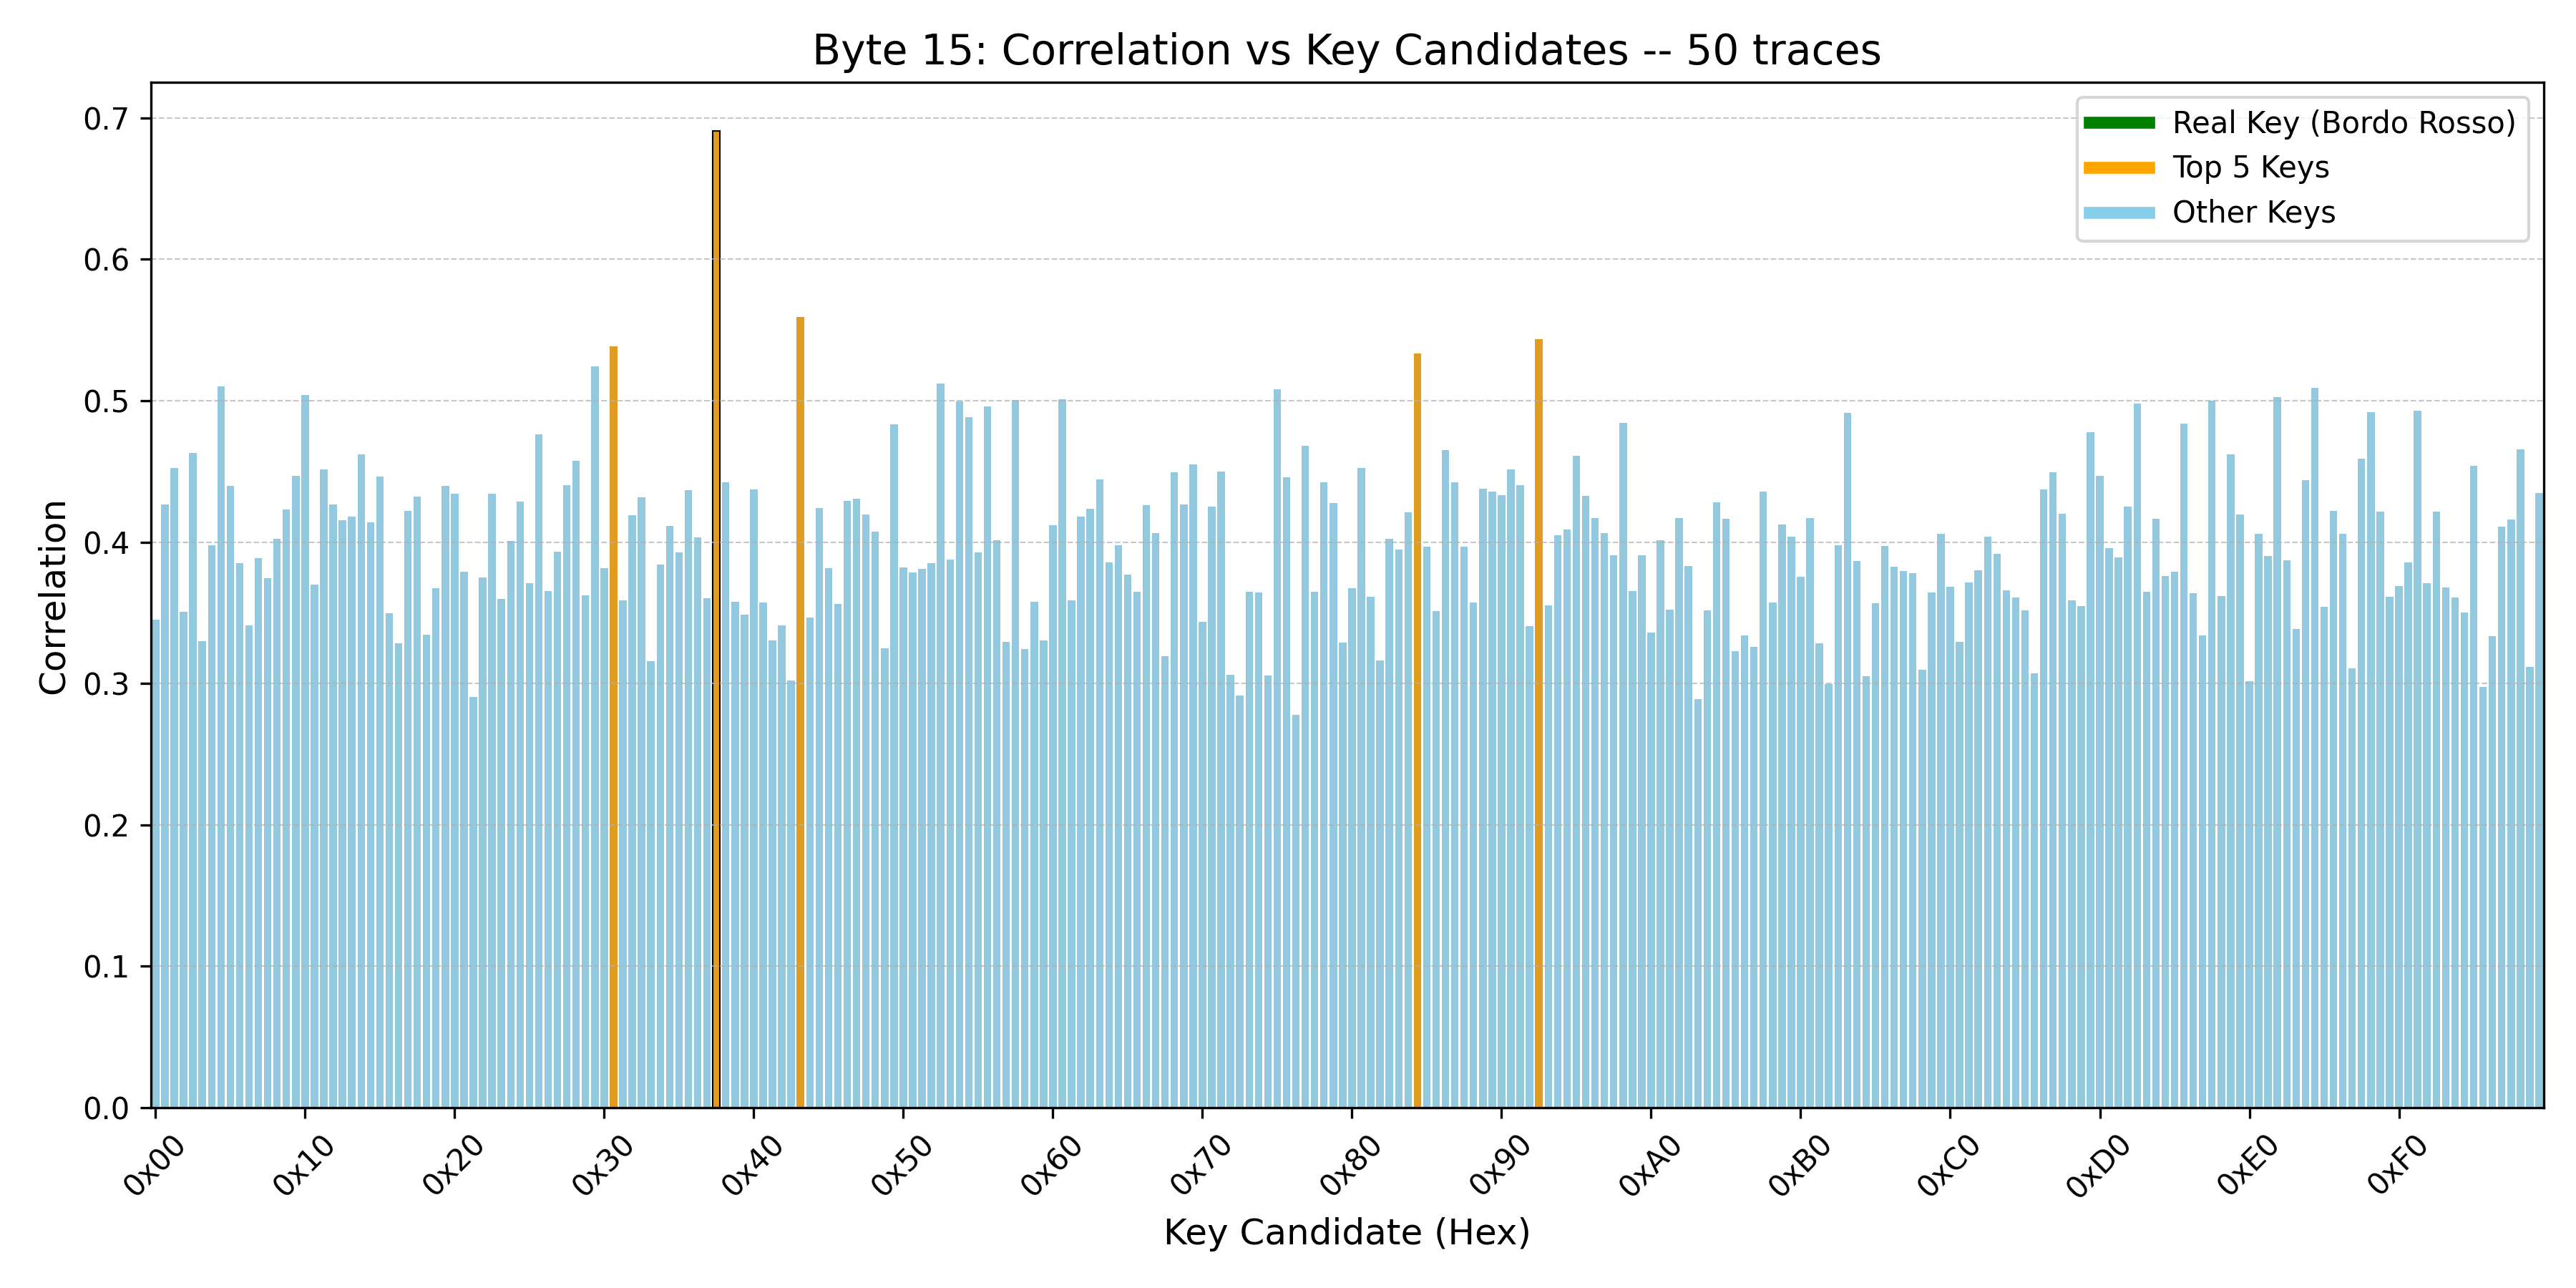 Byte 15: Correlation vs Key Candidates -- 50 traces
Real Key (Bordo Rosso)
Top 5 Keys
Other Keys
0.7
0.6
0.5
0.4
0.3
0.2
0.1
0.0
Correlation
0x00 0x10 0x20 0x30 0x40 0x50 0x60 0x70 0x80 0x90 0xA0 0xB0 0xC0 0xD0 0xE0 0xF0
Key Candidate (Hex)